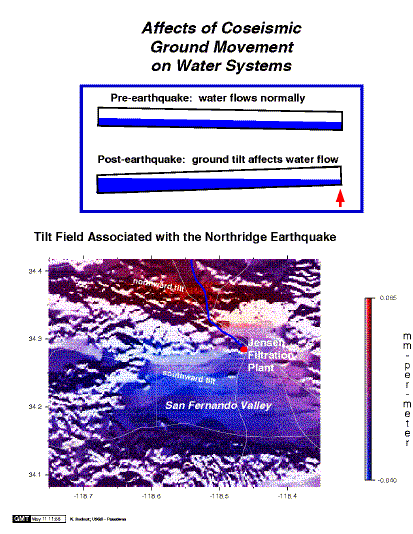 Affects of Coseismic
Ground Movement
on Water Systems
Pre-earthquake: water flows normally
Post-earthquake: ground tilt affects water flow
Tilt Field Associated with the Northridge Earthquake
34.4
34.3
34.2
34.1
northward tilt
Jensen
Filtration
Plant
southward tilt
San Fernando Valley
-118.7
-118.6
-118.5
-118.4
0.065
-0.040
mm-per-meter
GMT
USGS - Pasadena